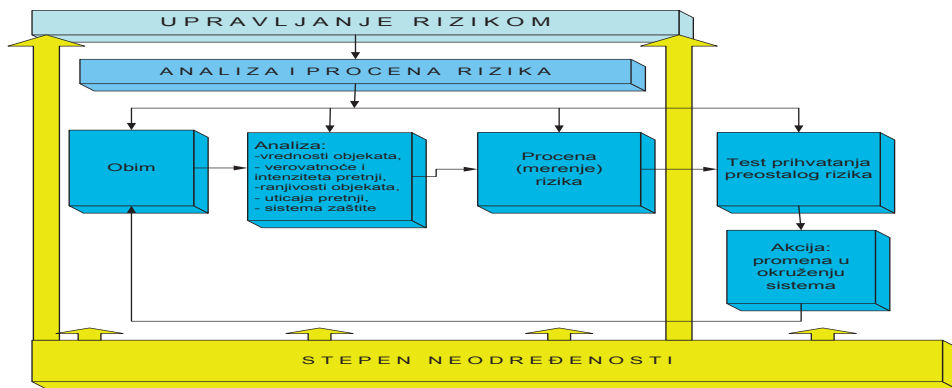 UPRAVLJANJE RIZIKOM
ANALIZA I PROCENA RIZIKA
Obim
Analiza:
-vrednosti objekata,
- verovatnoće i
intenziteta pretnji,
-ranjivosti objekata,
- uticaja pretnji,
- sistema zaštite
Procena
(merenje)
rizika
Test prihvatanja
preostalog rizika
Akcija:
promena u
okruženju
sistema
STEPEN NEODREĐENOSTI